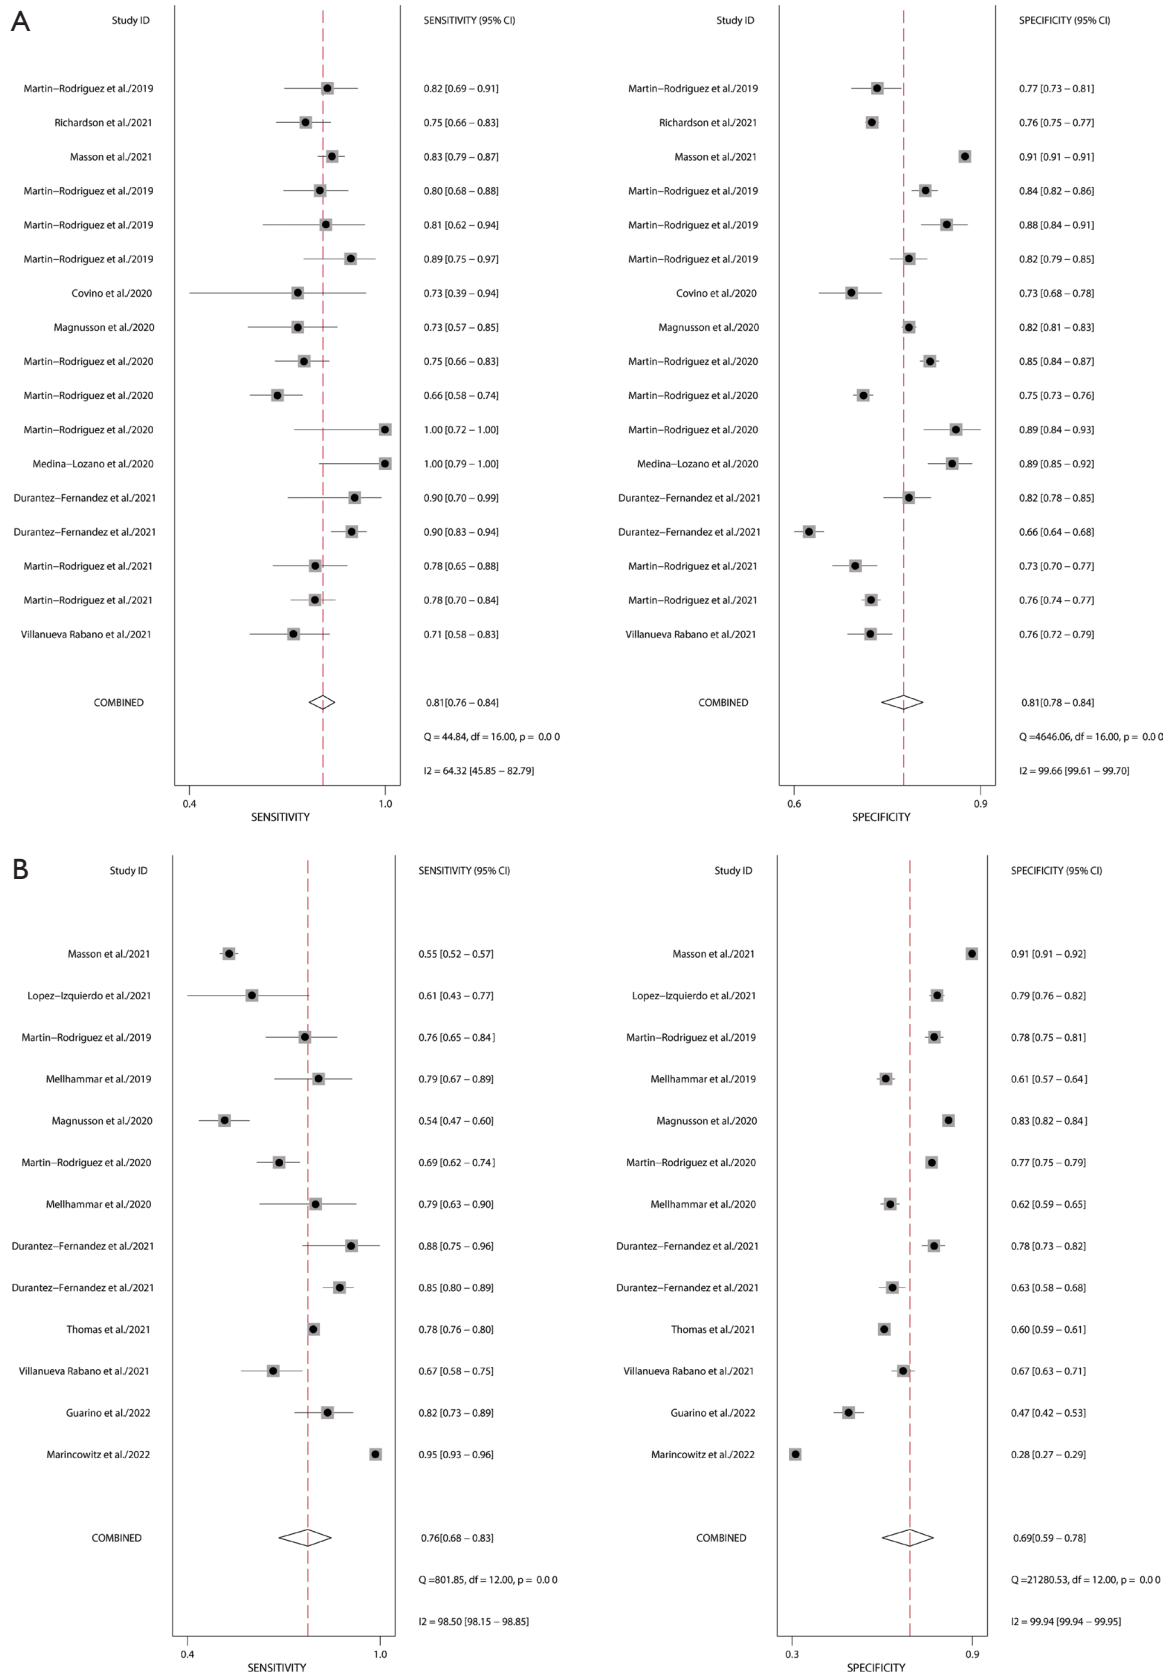 A
Study ID SENSITIVITY (95% CI) Study ID SPECIFICITY (95% CI)
Martin−Rodriguez et al./2019 0.82 [0.69 − 0.91] Martin−Rodriguez et al./2019 0.77 [0.73 − 0.81]
Richardson et al./2021 0.75 [0.66 − 0.83] Richardson et al./2021 0.76 [0.75 − 0.77]
Masson et al./2021 0.83 [0.79 − 0.87] Masson et al./2021 0.91 [0.91 − 0.91]
Martin−Rodriguez et al./2019 0.80 [0.68 − 0.88] Martin−Rodriguez et al./2019 0.84 [0.82 − 0.86]
Martin−Rodriguez et al./2019 0.81 [0.62 − 0.94] Martin−Rodriguez et al./2019 0.88 [0.84 − 0.91]
Martin−Rodriguez et al./2019 0.89 [0.75 − 0.97] Martin−Rodriguez et al./2019 0.82 [0.79 − 0.85]
Covino et al./2020 0.73 [0.39 − 0.94] Covino et al./2020 0.73 [0.68 − 0.78]
Magnusson et al./2020 0.73 [0.57 − 0.85] Magnusson et al./2020 0.82 [0.81 − 0.83]
Martin−Rodriguez et al./2020 0.75 [0.66 − 0.83] Martin−Rodriguez et al./2020 0.85 [0.84 − 0.87]
Martin−Rodriguez et al./2020 0.66 [0.58 − 0.74] Martin−Rodriguez et al./2020 0.75 [0.73 − 0.76]
Martin−Rodriguez et al./2020 1.00 [0.72 − 1.00] Martin−Rodriguez et al./2020 0.89 [0.84 − 0.93]
Medina−Lozano et al./2020 1.00 [0.79 − 1.00] Medina−Lozano et al./2020 0.89 [0.85 − 0.92]
Durantez−Fernandez et al./2021 0.90 [0.70 − 0.99] Durantez−Fernandez et al./2021 0.82 [0.78 − 0.85]
Durantez−Fernandez et al./2021 0.90 [0.83 − 0.94] Durantez−Fernandez et al./2021 0.66 [0.64 − 0.68]
Martin−Rodriguez et al./2021 0.78 [0.65 − 0.88] Martin−Rodriguez et al./2021 0.73 [0.70 − 0.77]
Martin−Rodriguez et al./2021 0.78 [0.70 − 0.84] Martin−Rodriguez et al./2021 0.76 [0.74 − 0.77]
Villanueva Rabano et al./2021 0.71 [0.58 − 0.83] Villanueva Rabano et al./2021 0.76 [0.72 − 0.79]
COMBINED 0.81[0.76 − 0.84] COMBINED 0.81[0.78 − 0.84]
Q = 44.84, df = 16.00, p = 0.0 0 Q =4646.06, df = 16.00, p = 0.0 0
I2 = 64.32 [45.85 − 82.79] I2 = 99.66 [99.61 − 99.70]
0.4 1.0 0.6 0.9
SENSITIVITY SPECIFICITY
B
Study ID SENSITIVITY (95% CI) Study ID SPECIFICITY (95% CI)
Masson et al./2021 0.55 [0.52 − 0.57] Masson et al./2021 0.91 [0.91 − 0.92]
Lopez−Izquierdo et al./2021 0.61 [0.43 − 0.77] Lopez−Izquierdo et al./2021 0.79 [0.76 − 0.82]
Martin−Rodriguez et al./2019 0.76 [0.65 − 0.84] Martin−Rodriguez et al./2019 0.78 [0.75 − 0.81]
Mellhammar et al./2019 0.79 [0.67 − 0.89] Mellhammar et al./2019 0.61 [0.57 − 0.64]
Magnusson et al./2020 0.54 [0.47 − 0.60] Magnusson et al./2020 0.83 [0.82 − 0.84]
Martin−Rodriguez et al./2020 0.69 [0.62 − 0.74] Martin−Rodriguez et al./2020 0.77 [0.75 − 0.79]
Mellhammar et al./2020 0.79 [0.63 − 0.90] Mellhammar et al./2020 0.62 [0.59 − 0.65]
Durantez−Fernandez et al./2021 0.88 [0.75 − 0.96] Durantez−Fernandez et al./2021 0.78 [0.73 − 0.82]
Durantez−Fernandez et al./2021 0.85 [0.80 − 0.89] Durantez−Fernandez et al./2021 0.63 [0.58 − 0.68]
Thomas et al./2021 0.78 [0.76 − 0.80] Thomas et al./2021 0.60 [0.59 − 0.61]
Villanueva Rabano et al./2021 0.67 [0.58 − 0.75] Villanueva Rabano et al./2021 0.67 [0.63 − 0.71]
Guarino et al./2022 0.82 [0.73 − 0.89] Guarino et al./2022 0.47 [0.42 − 0.53]
Marincowitz et al./2022 0.95 [0.93 − 0.96] Marincowitz et al./2022 0.28 [0.27 − 0.29]
COMBINED 0.76[0.68 − 0.83] COMBINED 0.69[0.59 − 0.78]
Q =801.85, df = 12.00, p = 0.0 0 Q =21280.53, df = 12.00, p = 0.0 0
I2 = 98.50 [98.15 − 98.85] I2 = 99.94 [99.94 − 99.95]
0.4 1.0 0.3 0.9
SENSITIVITY SPECIFICITY